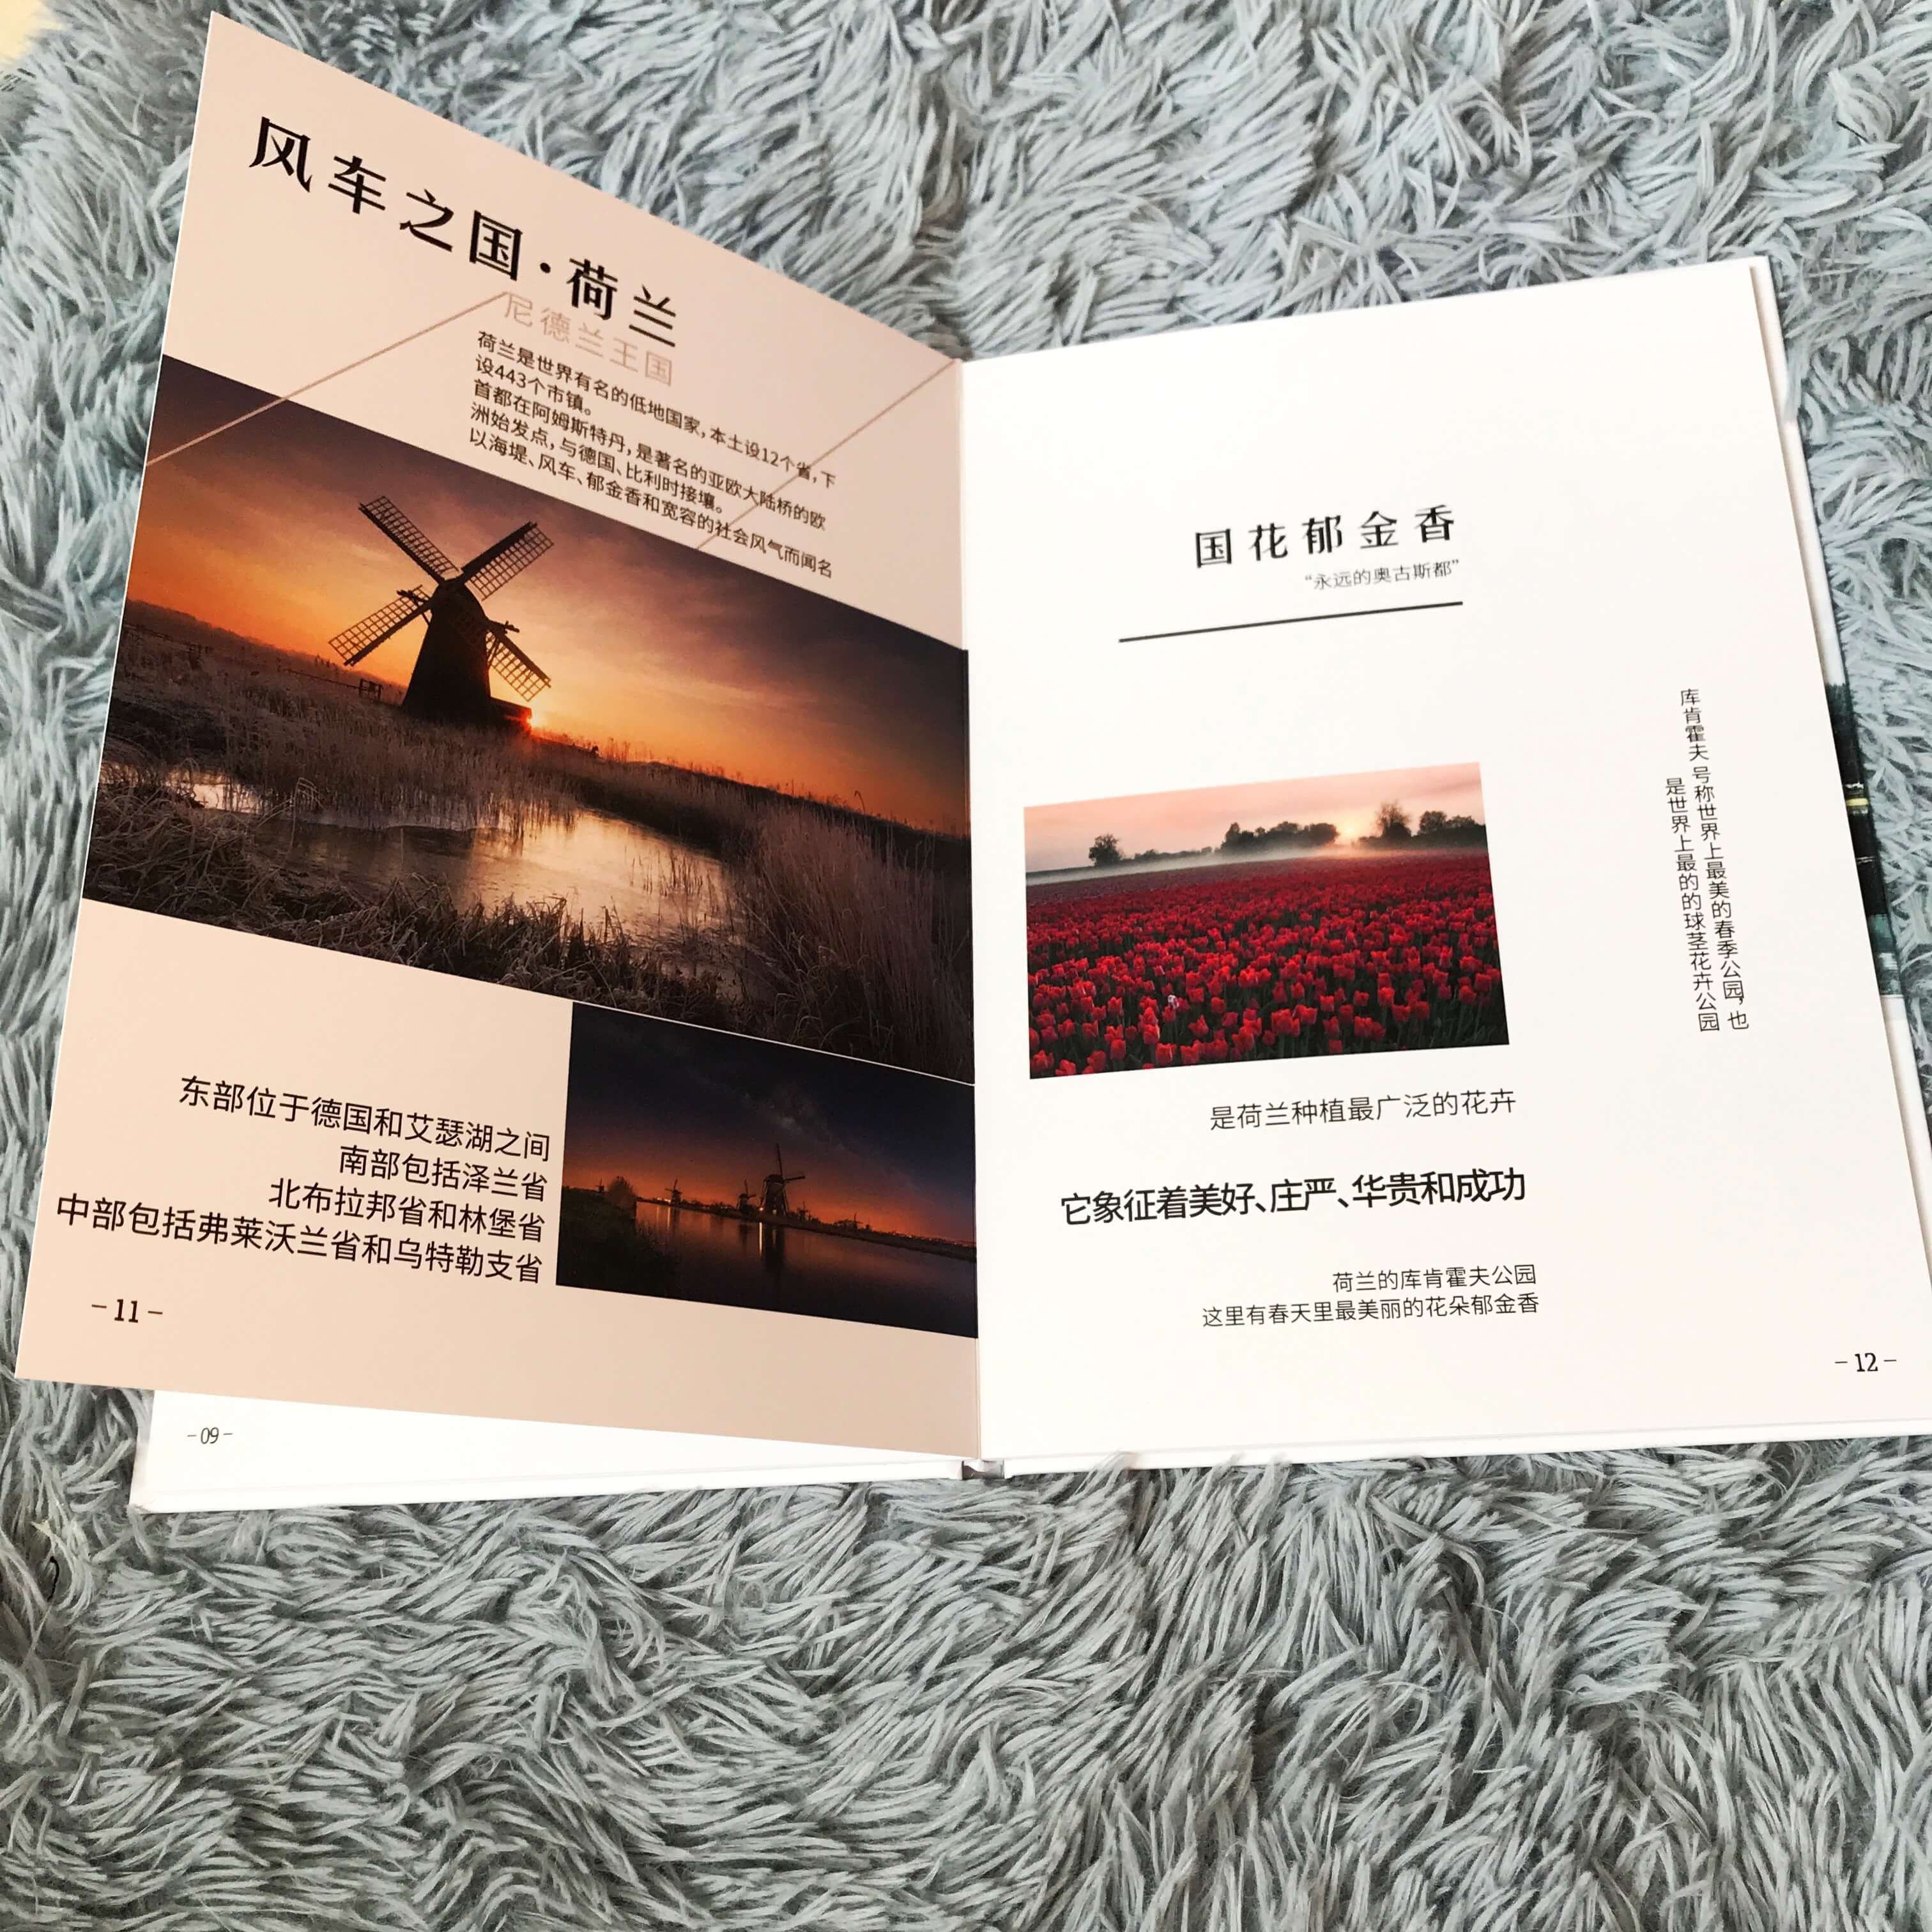 风车之国·荷兰
尼德兰王国
荷兰是世界有名的低地国家,本土设12个省,下
设443个市镇。
首都在阿姆斯特丹,是著名的亚欧大陆桥的欧
洲始发点,与德国、比利时接壤。
以海堤、风车、郁金香和宽容的社会风气而闻名
东部位于德国和艾瑟湖之间
南部包括泽兰省
北布拉邦省和林堡省
中部包括弗莱沃兰省和乌特勒支省
-11-
-09-
国花郁金香
“永远的奥古斯都”
库肯霍夫 号称世界上最美的春季公园,也
是世界上最的的球茎花卉公园
是荷兰种植最广泛的花卉
它象征着美好、庄严、华贵和成功
荷兰的库肯霍夫公园
这里有春天里最美丽的花朵郁金香
-12-